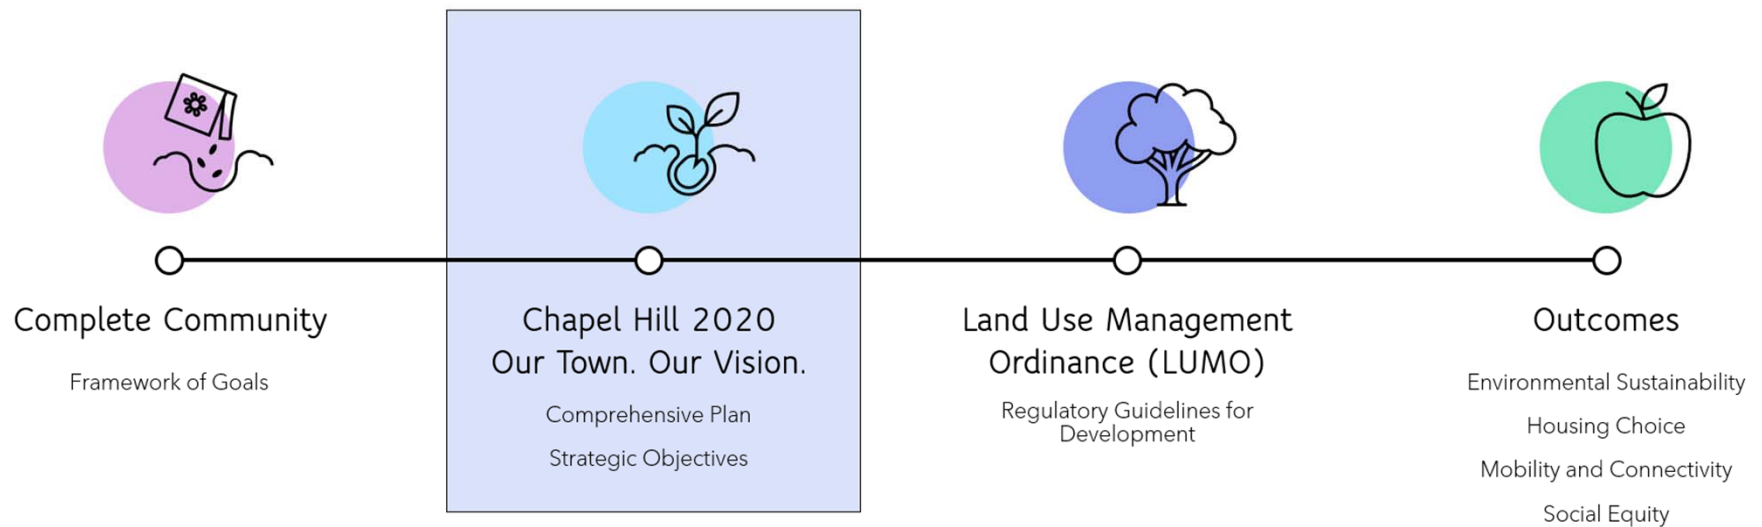 Complete Community
Framework of Goals
Chapel Hill 2020
Our Town. Our Vision.
Comprehensive Plan
Strategic Objectives
Land Use Management
Ordinance (LUMO)
Regulatory Guidelines for
Development
Outcomes
Environmental Sustainability
Housing Choice
Mobility and Connectivity
Social Equity